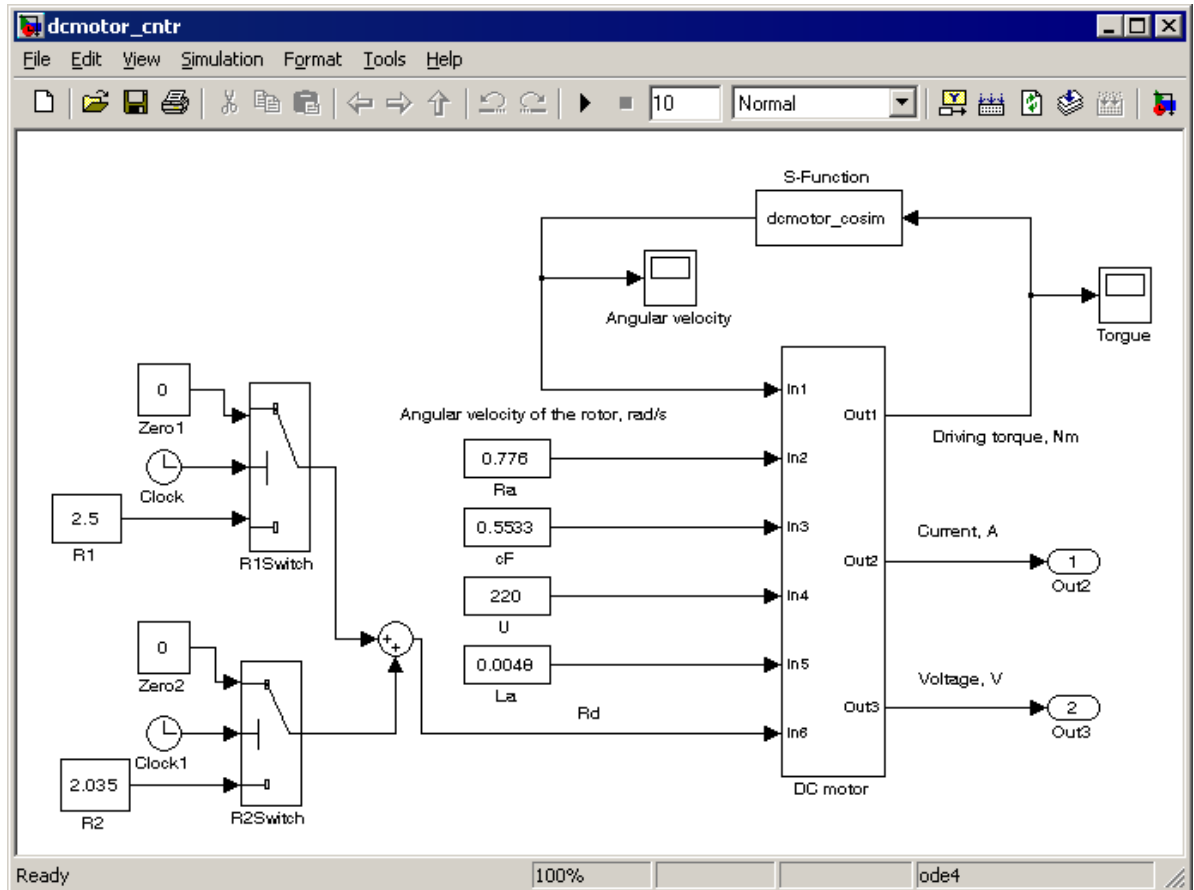 dcmotor_cntr
File Edit View Simulation Format Tools Help
10 Normal
S-Function
dcmotor_cosim
Angular velocity
Torgue
0
Zero1
Clock
2.5
R1
R1Switch
Angular velocity of the rotor, rad/s
0.776
Ra
0.5533
cF
220
U
0.0048
La
Rd
0
Zero2
Clock1
2.035
R2
R2Switch
+
+
In1
In2
In3
In4
In5
In6
Out1
Out2
Out3
DC motor
Driving torque, Nm
Current, A
1
Out2
Voltage, V
2
Out3
Ready 100% ode4